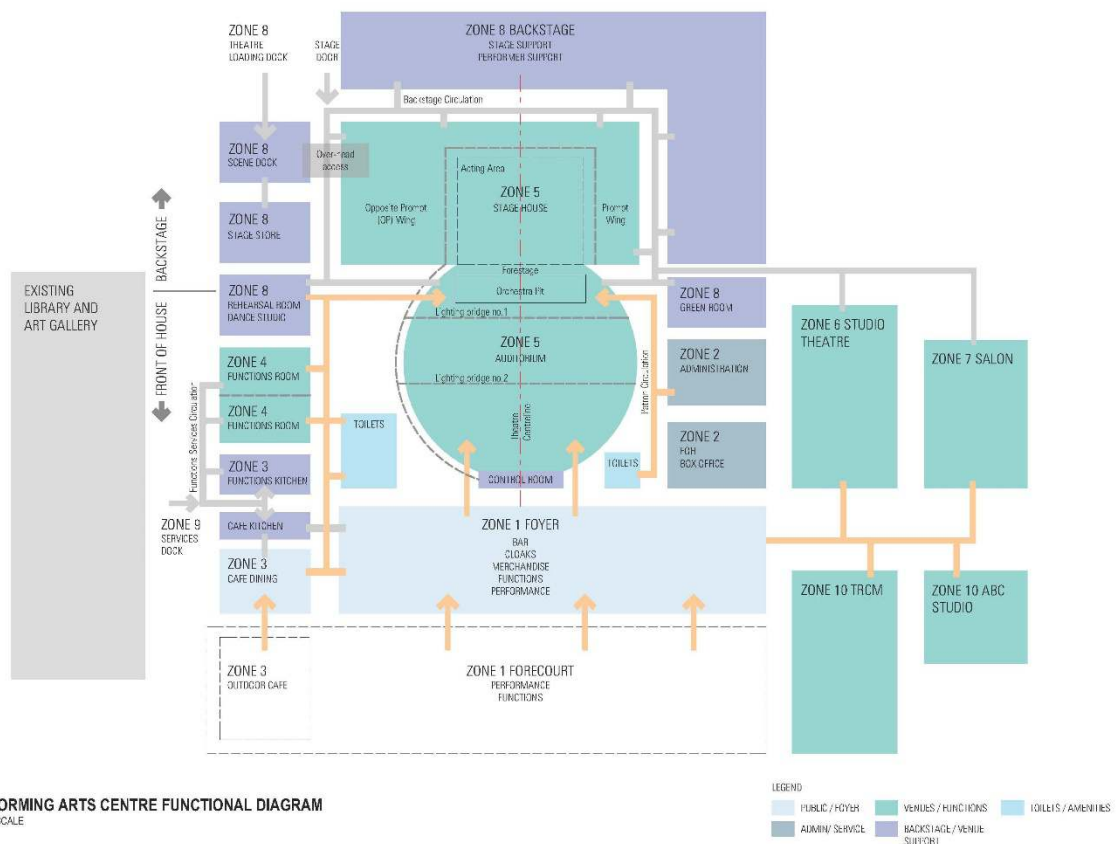 ZONE 8
THEATRE
LOADING DOCK
STAGE
DOOR
ZONE 8 BACKSTAGE
STAGE SUPPORT
PERFORMER SUPPORT
Backstage Circulation
ZONE 8
SCENE DOCK
Over-head
access
Acting Area
ZONE 5
STAGE HOUSE
Opposite Prompt
(OP) Wing
Prompt
Wing
ZONE 8
STAGE STORE
BACKSTAGE
FRONT OF HOUSE
EXISTING
LIBRARY AND
ART GALLERY
ZONE 8
REHEARSAL ROOM
DANCE STUDIO
Forestage
Orchestra Pit
Lighting bridge no.1
ZONE 8
GREEN ROOM
ZONE 6 STUDIO
THEATRE
ZONE 7 SALON
ZONE 5
AUDITORIUM
Lighting bridge no.2
Theatre
Centreline
Patron Circulation
ZONE 2
ADMINISTRATION
ZONE 4
FUNCTIONS ROOM
ZONE 4
FUNCTIONS ROOM
Functions Services Circulation
TOILETS
TOILETS
ZONE 2
FOH
BOX OFFICE
ZONE 3
FUNCTIONS KITCHEN
CONTROL ROOM
ZONE 9
SERVICES
DOCK
CAFE KITCHEN
ZONE 3
CAFE DINING
ZONE 1 FOYER
BAR
CLOAKS
MERCHANDISE
FUNCTIONS
PERFORMANCE
ZONE 10 TRCM
ZONE 10 ABC
STUDIO
ZONE 3
OUTDOOR CAFE
ZONE 1 FORECOURT
PERFORMANCE
FUNCTIONS
ORMING ARTS CENTRE FUNCTIONAL DIAGRAM
SCALE
LEGEND
PUBLIC / FOYER
VENUES / FUNCTIONS
TOILETS / AMENITIES
ADMIN / SERVICE
BACKSTAGE / VENUE
SUPPORT